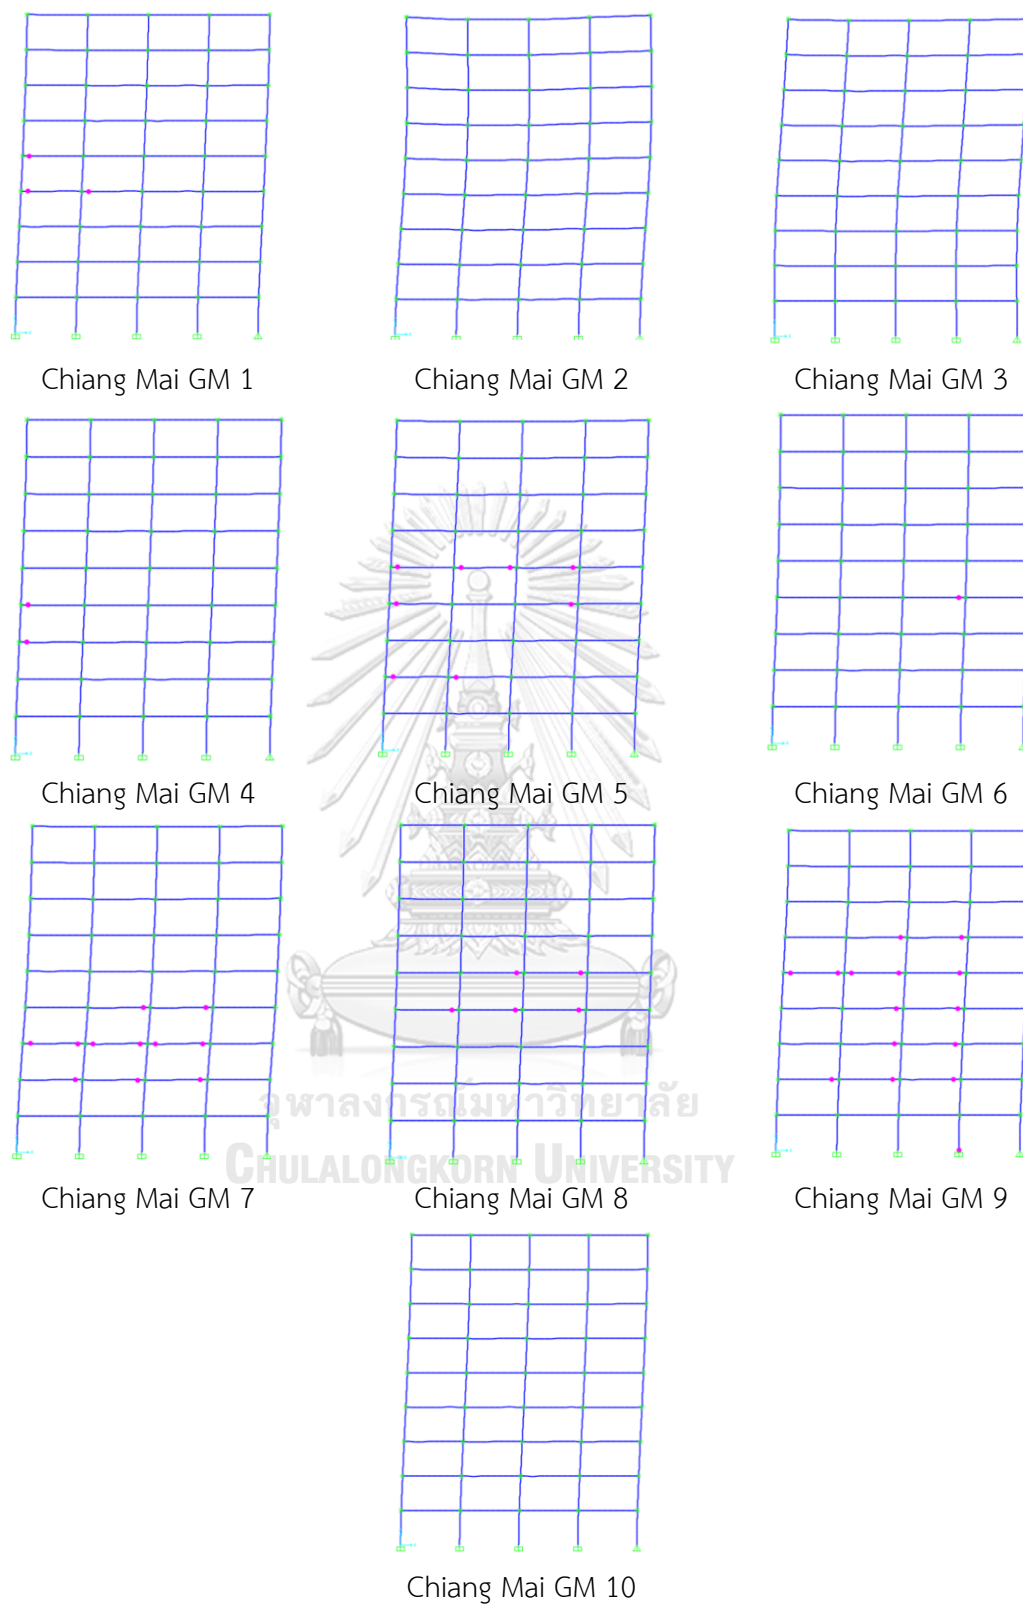 Chiang Mai GM 1
Chiang Mai GM 2
Chiang Mai GM 3
Chiang Mai GM 4
Chiang Mai GM 5
Chiang Mai GM 6
จุฬาลงกรณ์มหาวิทยาลัย
CHULALONGKORN UNIVERSITY
Chiang Mai GM 7
Chiang Mai GM 8
Chiang Mai GM 9
Chiang Mai GM 10